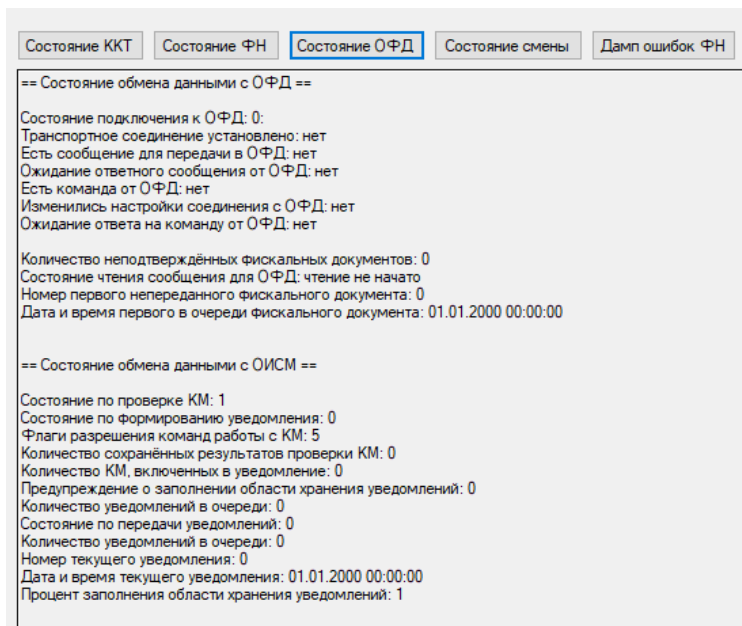 Состояние ККТ Состояние ФН Состояние ОФД Состояние смены Дамп ошибок ФН
== Состояние обмена данными с ОФД ==
Состояние подключения к ОФД: 0:
Транспортное соединение установлено: нет
Есть сообщение для передачи в ОФД: нет
Ожидание ответного сообщения от ОФД: нет
Есть команда от ОФД: нет
Изменились настройки соединения с ОФД: нет
Ожидание ответа на команду от ОФД: нет
Количество неподтверждённых фискальных документов: 0
Состояние чтения сообщения для ОФД: чтение не начато
Номер первого непереданного фискального документа: 0
Дата и время первого в очереди фискального документа: 01.01.2000 00:00:00
== Состояние обмена данными с ОИСМ ==
Состояние по проверке КМ: 1
Состояние по формированию уведомления: 0
Флаги разрешения команд работы с КМ: 5
Количество сохранённых результатов проверки КМ: 0
Количество КМ, включенных в уведомление: 0
Предупреждение о заполнении области хранения уведомлений: 0
Количество уведомлений в очереди: 0
Состояние по передачи уведомлений: 0
Количество уведомлений в очереди: 0
Номер текущего уведомления: 0
Дата и время текущего уведомления: 01.01.2000 00:00:00
Процент заполнения области хранения уведомлений: 1